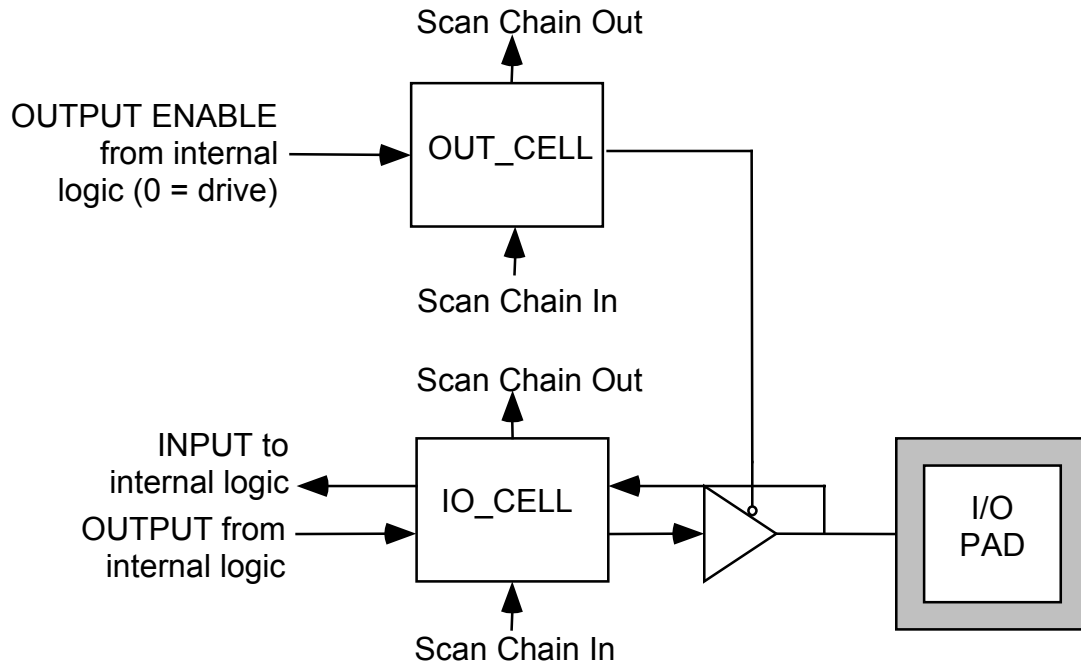 Scan Chain Out
OUTPUT ENABLE
from internal
logic (0 = drive)
OUT_CELL
Scan Chain In
Scan Chain Out
INPUT to
internal logic
OUTPUT from
internal logic
IO_CELL
I/O
PAD
Scan Chain In